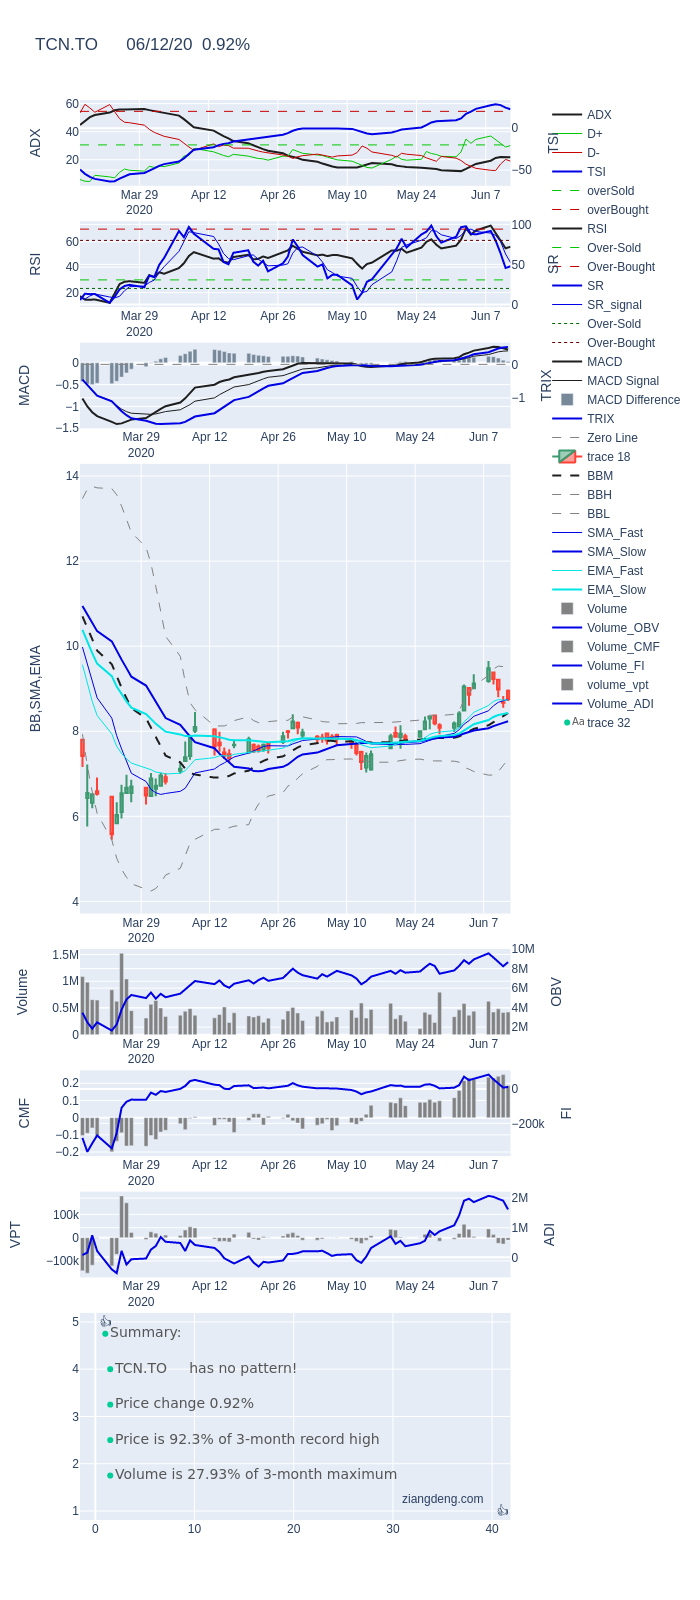 TCN.TO 06/12/20 0.92%
60
40
20
ADX
0
−50
TSI
Mar 29
2020
Apr 12
Apr 26
May 10
May 24
Jun 7
60
40
20
RSI
100
50
0
SR
Mar 29
2020
Apr 12
Apr 26
May 10
May 24
Jun 7
0
−0.5
−1
−1.5
MACD
0
−1
TRIX
Mar 29
2020
Apr 12
Apr 26
May 10
May 24
Jun 7
14
12
10
8
6
4
BB,SMA,EMA
Mar 29
2020
Apr 12
Apr 26
May 10
May 24
Jun 7
1.5M
1M
0.5M
0
Volume
10M
8M
6M
4M
2M
OBV
Mar 29
2020
Apr 12
Apr 26
May 10
May 24
Jun 7
0.2
0.1
0
−0.1
−0.2
CMF
0
−200k
FI
Mar 29
2020
Apr 12
Apr 26
May 10
May 24
Jun 7
100k
0
−100k
VPT
2M
1M
0
ADI
Mar 29
2020
Apr 12
Apr 26
May 10
May 24
Jun 7
5
4
3
2
1
0
10
20
30
40
👍
Summary:
TCN.TO has no pattern!
Price change 0.92%
Price is 92.3% of 3-month record high
Volume is 27.93% of 3-month maximum
ziangdeng.com
👍
ADX
D+
D-
TSI
overSold
overBought
RSI
Over-Sold
Over-Bought
SR
SR_signal
Over-Sold
Over-Bought
MACD
MACD Signal
MACD Difference
TRIX
Zero Line
trace 18
BBM
BBH
BBL
SMA_Fast
SMA_Slow
EMA_Fast
EMA_Slow
Volume
Volume_OBV
Volume_CMF
Volume_FI
volume_vpt
Volume_ADI
Aa trace 32